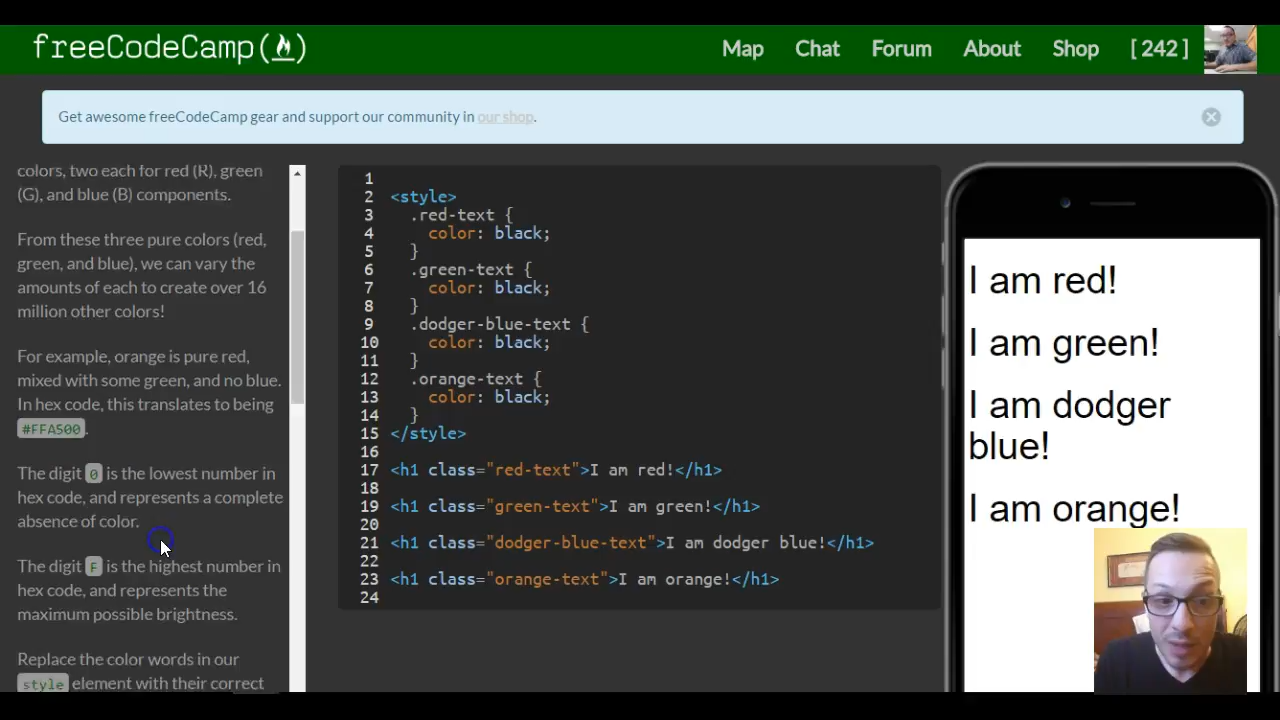 freeCodeCamp(🔥)
Map Chat Forum About Shop [ 242 ]
Get awesome freeCodeCamp gear and support our community in our shop.
colors, two each for red (R), green
(G), and blue (B) components.
From these three pure colors (red,
green, and blue), we can vary the
amounts of each to create over 16
million other colors!
For example, orange is pure red,
mixed with some green, and no blue.
In hex code, this translates to being
#FFA500.
The digit 0 is the lowest number in
hex code, and represents a complete
absence of color.
The digit F is the highest number in
hex code, and represents the
maximum possible brightness.
Replace the color words in our
style element with their correct
1
2 <style>
3 .red-text {
4 color: black;
5 }
6 .green-text {
7 color: black;
8 }
9 .dodger-blue-text {
10 color: black;
11 }
12 .orange-text {
13 color: black;
14 }
15 </style>
16
17 <h1 class="red-text">I am red!</h1>
18
19 <h1 class="green-text">I am green!</h1>
20
21 <h1 class="dodger-blue-text">I am dodger blue!</h1>
22
23 <h1 class="orange-text">I am orange!</h1>
24
I am red!
I am green!
I am dodger
blue!
I am orange!